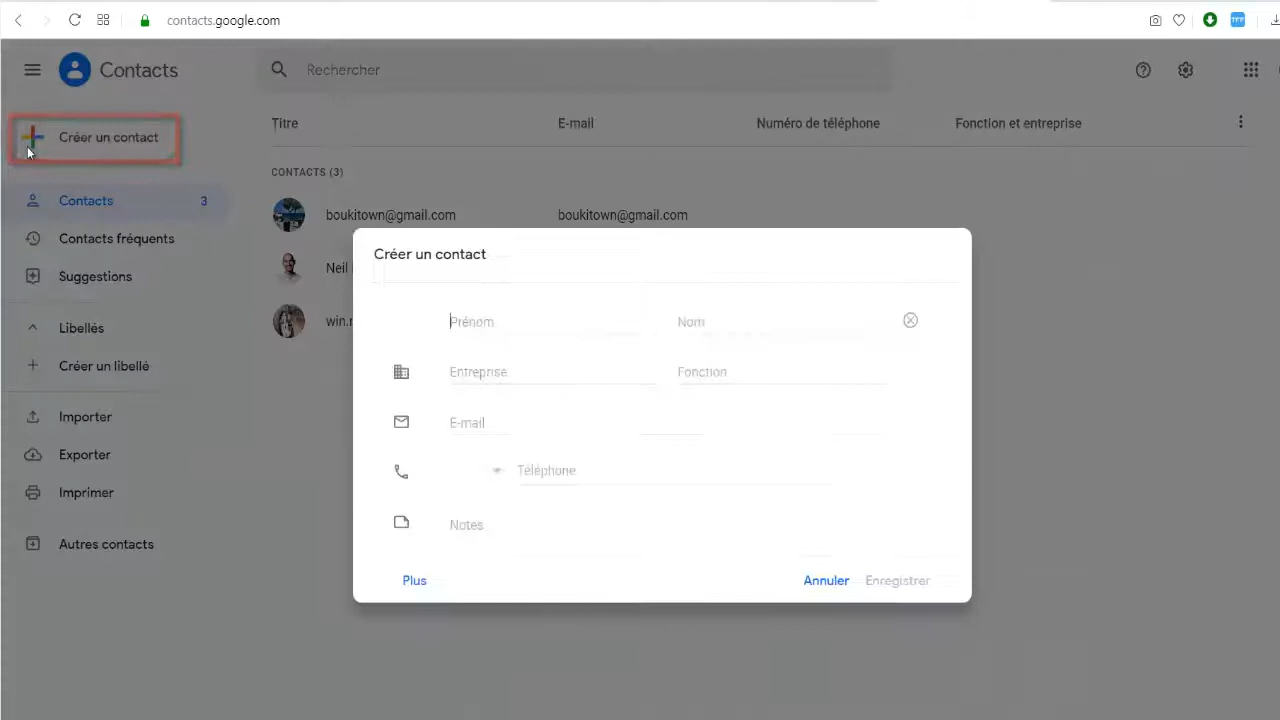 contacts.google.com
TFF
Contacts
Rechercher
Créer un contact
Titre
E-mail
Numéro de téléphone
Fonction et entreprise
CONTACTS (3)
Contacts
3
boukitown@gmail.com
boukitown@gmail.com
Contacts fréquents
Neil
Suggestions
win.
Libellés
Créer un libellé
Importer
Exporter
Imprimer
Autres contacts
Créer un contact
Prénom
Nom
Entreprise
Fonction
E-mail
Téléphone
Notes
Plus
Annuler
Enregistrer